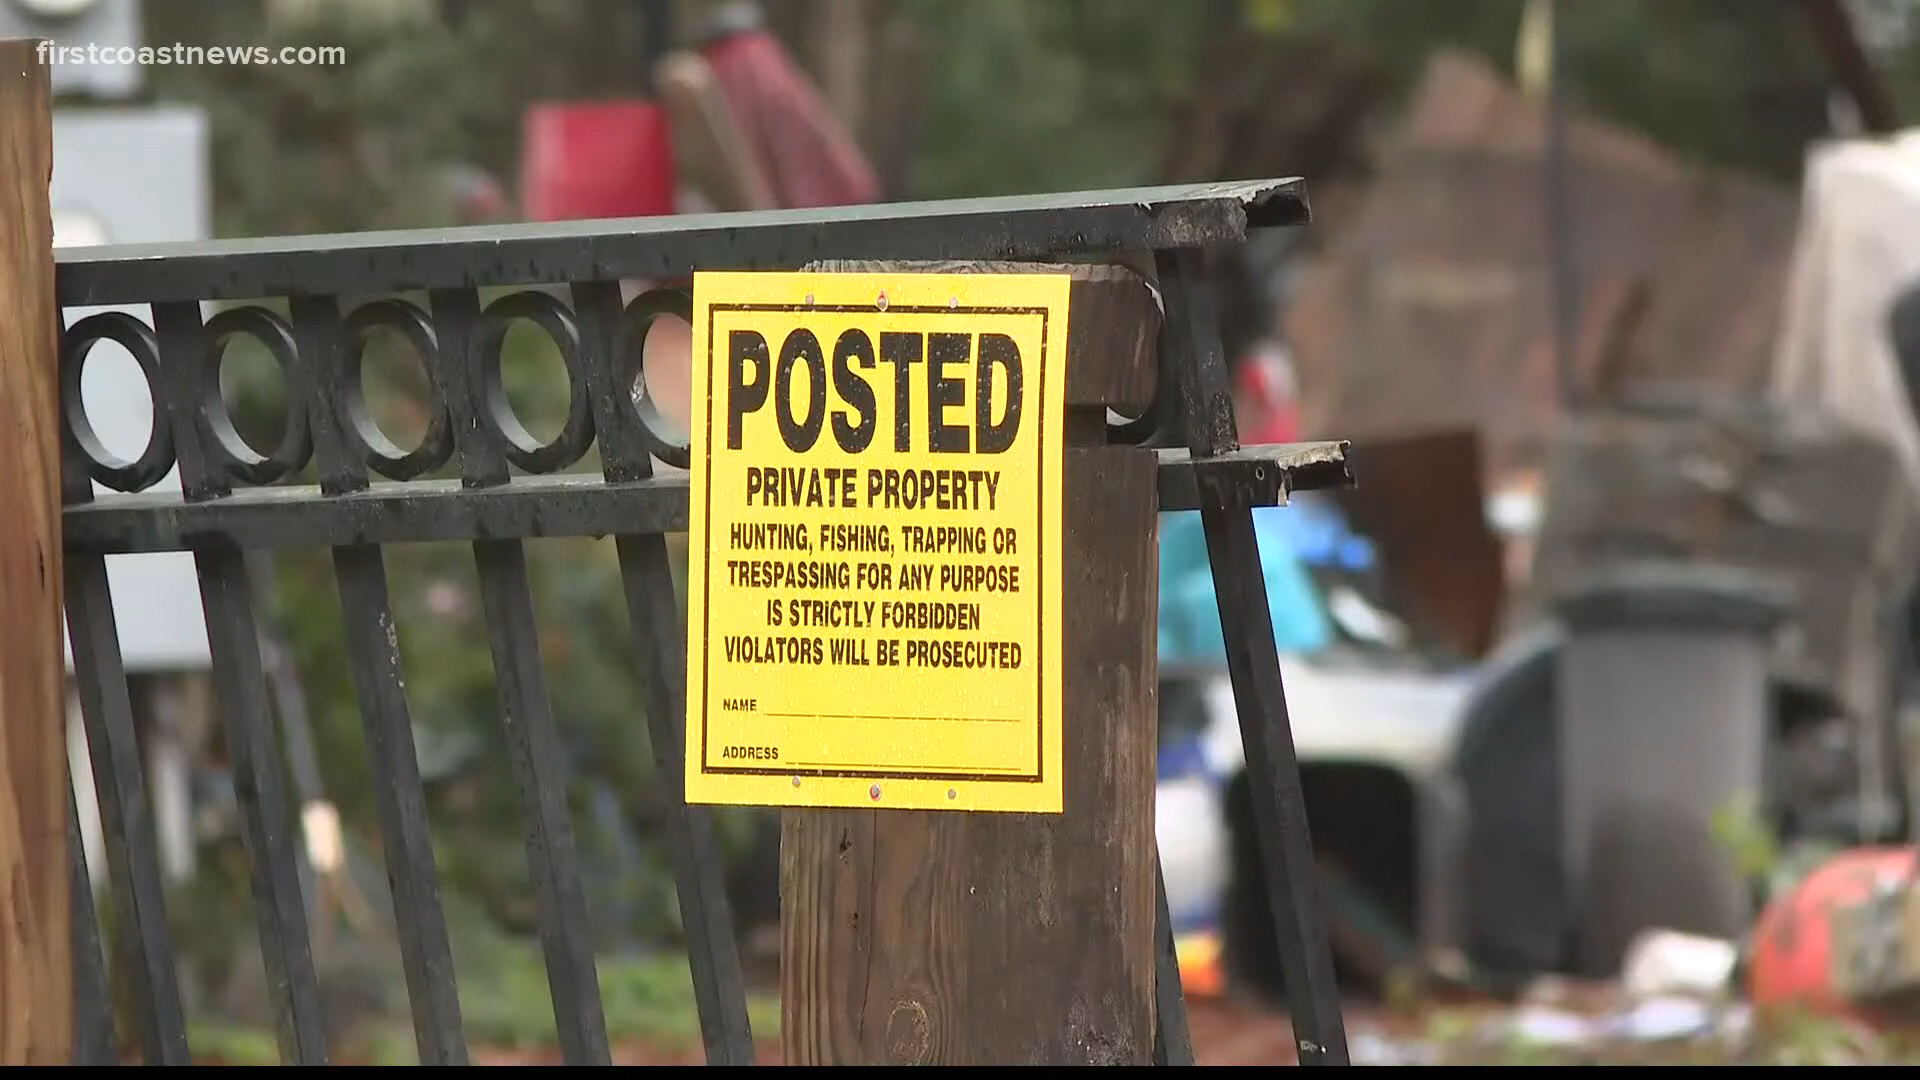 firstcoastnews.com
POSTED
PRIVATE PROPERTY
HUNTING, FISHING, TRAPPING OR
TRESPASSING FOR ANY PURPOSE
IS STRICTLY FORBIDDEN
VIOLATORS WILL BE PROSECUTED
NAME
ADDRESS